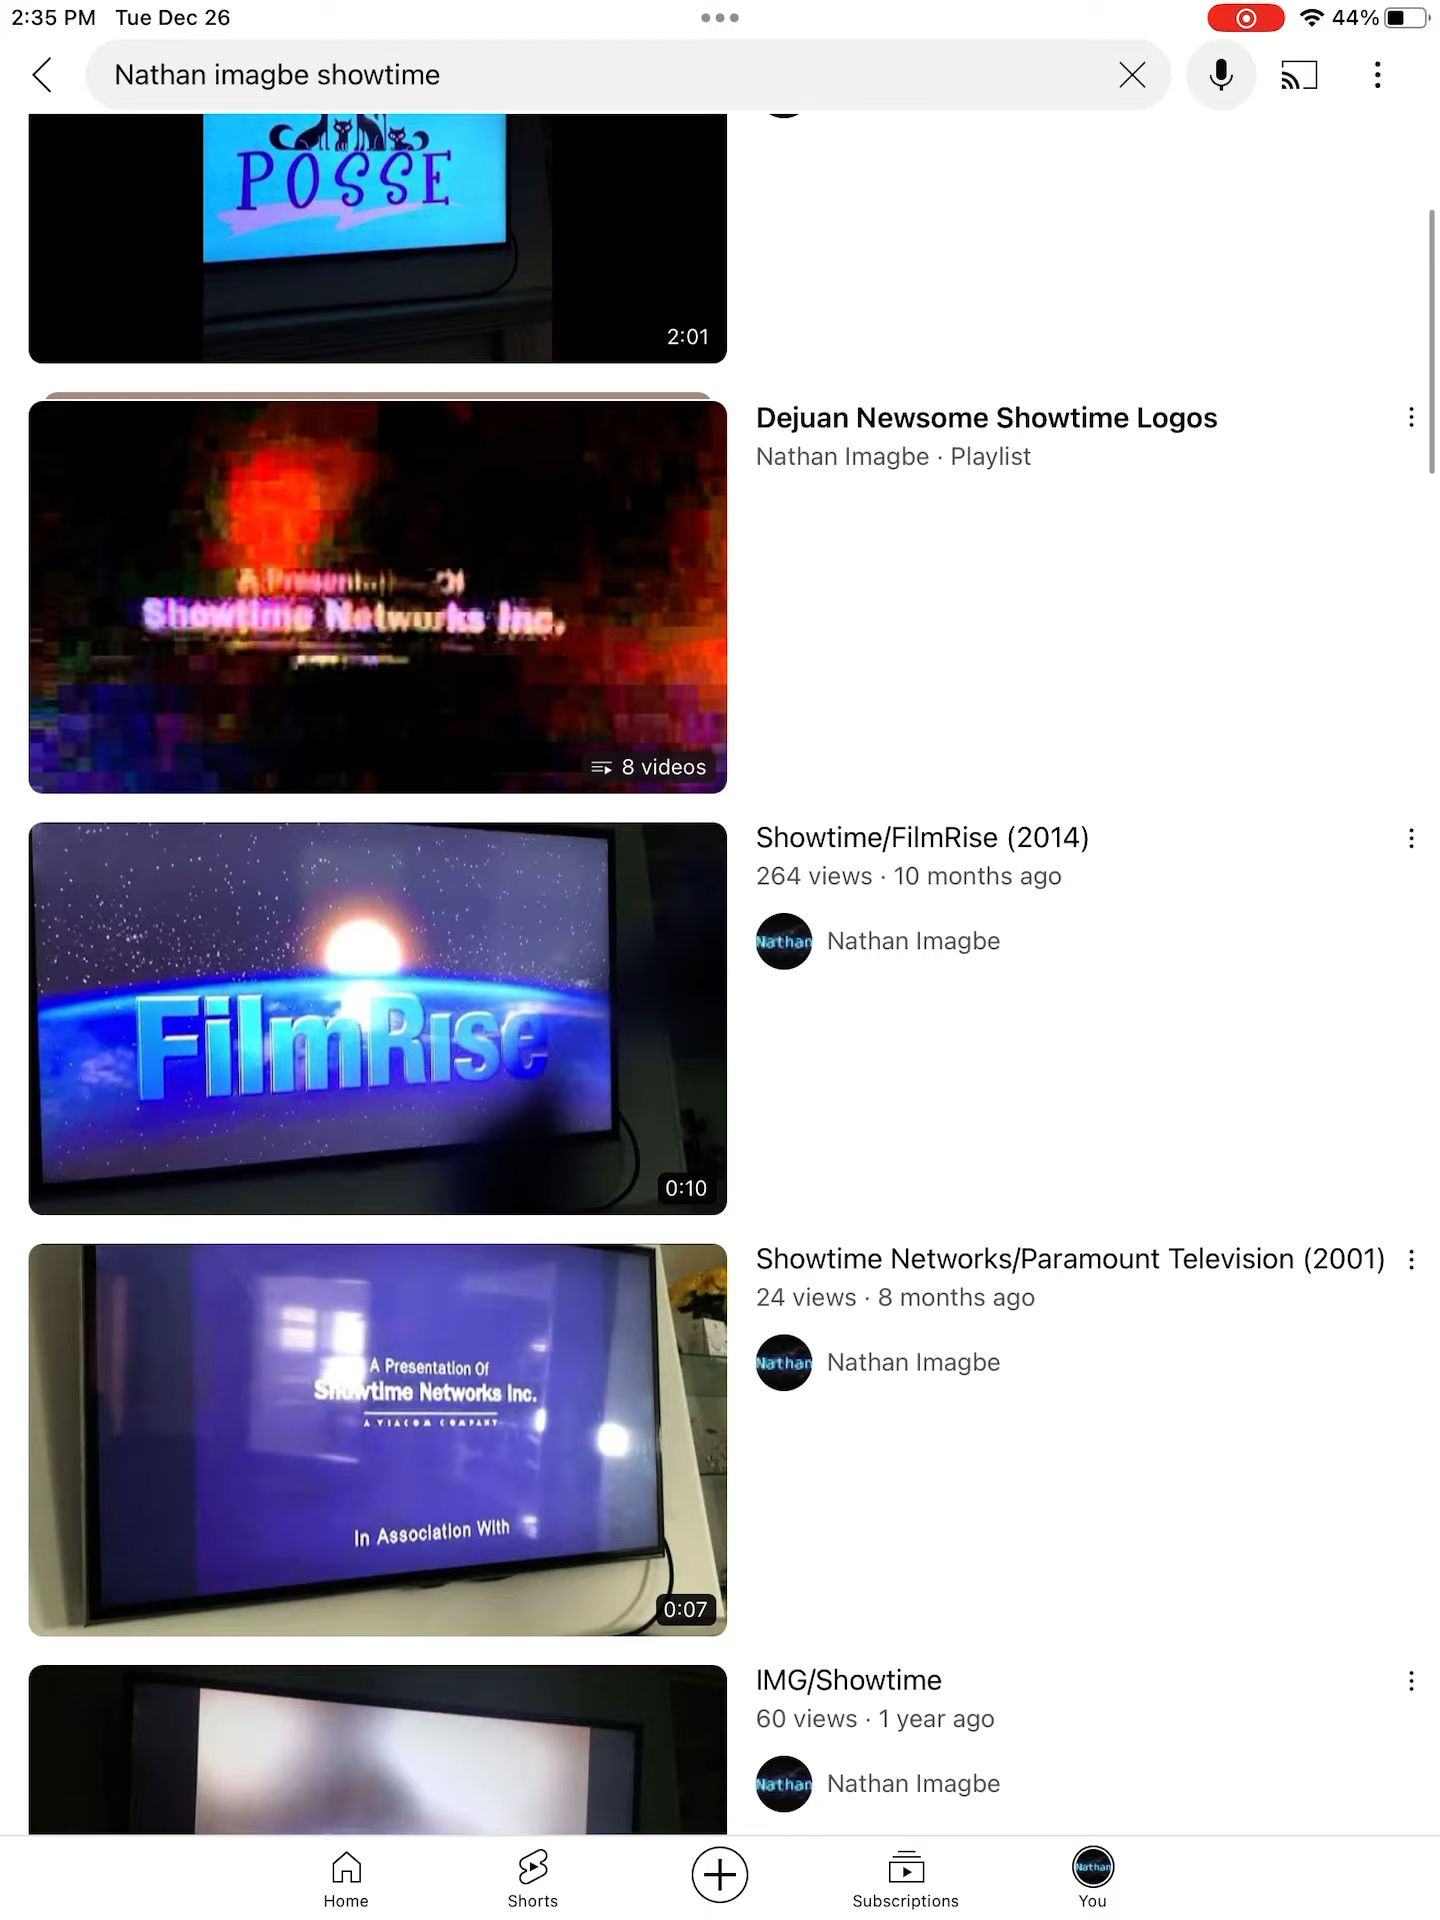 2:35 PM Tue Dec 26
44%
Nathan imagbe showtime
POSSE
2:01
Dejuan Newsome Showtime Logos
Nathan Imagbe · Playlist
Showtime Networks Inc.
8 videos
Showtime/FilmRise (2014)
264 views · 10 months ago
Nathan
Nathan Imagbe
FilmRise
0:10
Showtime Networks/Paramount Television (2001)
24 views · 8 months ago
Nathan
Nathan Imagbe
A Presentation Of
Showtime Networks Inc.
A VIACOM COMPANY
In Association With
0:07
IMG/Showtime
60 views · 1 year ago
Nathan
Nathan Imagbe
Home
Shorts
Subscriptions
Nathan
You